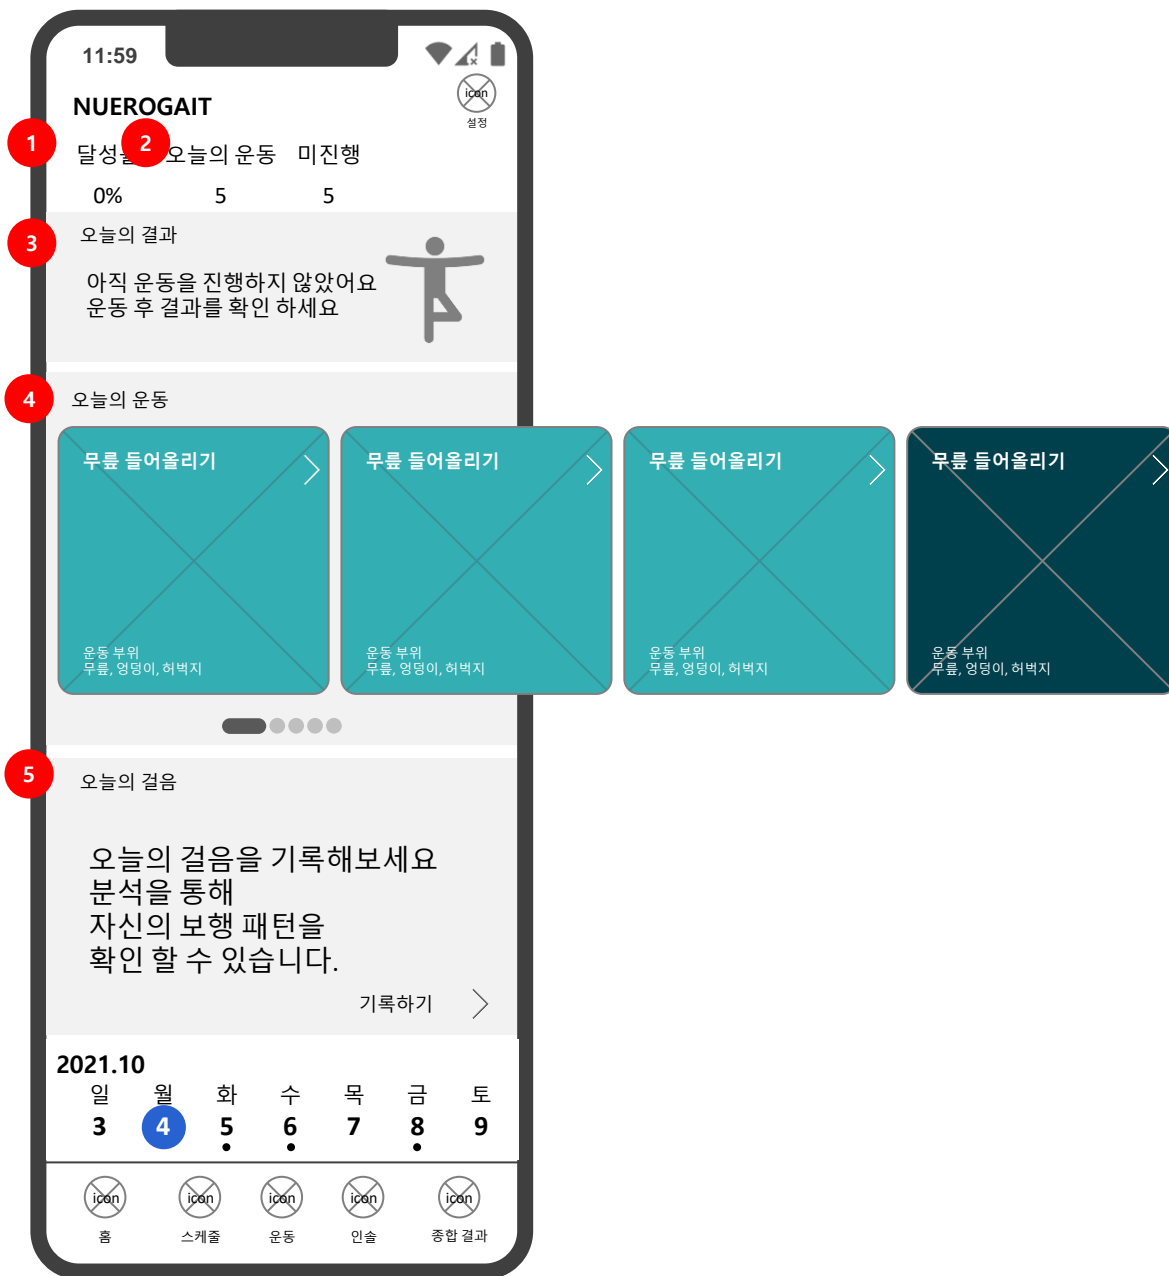 11:59
NUEROGAIT
icon
설정
1
2
오늘의 운동 미진행
0% 5 5
3
오늘의 결과
아직 운동을 진행하지 않았어요
운동 후 결과를 확인 하세요
4
오늘의 운동
무릎 들어올리기
운동 부위
무릎, 엉덩이, 허벅지
무릎 들어올리기
운동 부위
무릎, 엉덩이, 허벅지
무릎 들어올리기
운동 부위
무릎, 엉덩이, 허벅지
무릎 들어올리기
운동 부위
무릎, 엉덩이, 허벅지
5
오늘의 걸음
오늘의 걸음을 기록해보세요
분석을 통해
자신의 보행 패턴을
확인 할 수 있습니다.
기록하기
2021.10
일 월 화 수 목 금 토
3 4 5 6 7 8 9
icon icon icon icon icon
홈 스케줄 운동 인솔 종합 결과